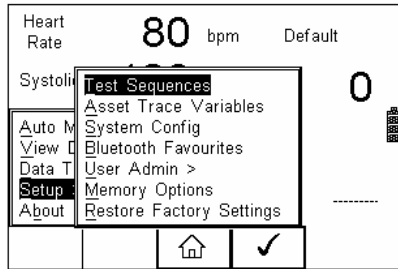 Heart Rate 80 bpm Default
Systolic 0
Test Sequences
Asset Trace Variables
System Config
Bluetooth Favourites
User Admin >
Memory Options
Restore Factory Settings
Auto M
View D
Data T
Setup
About